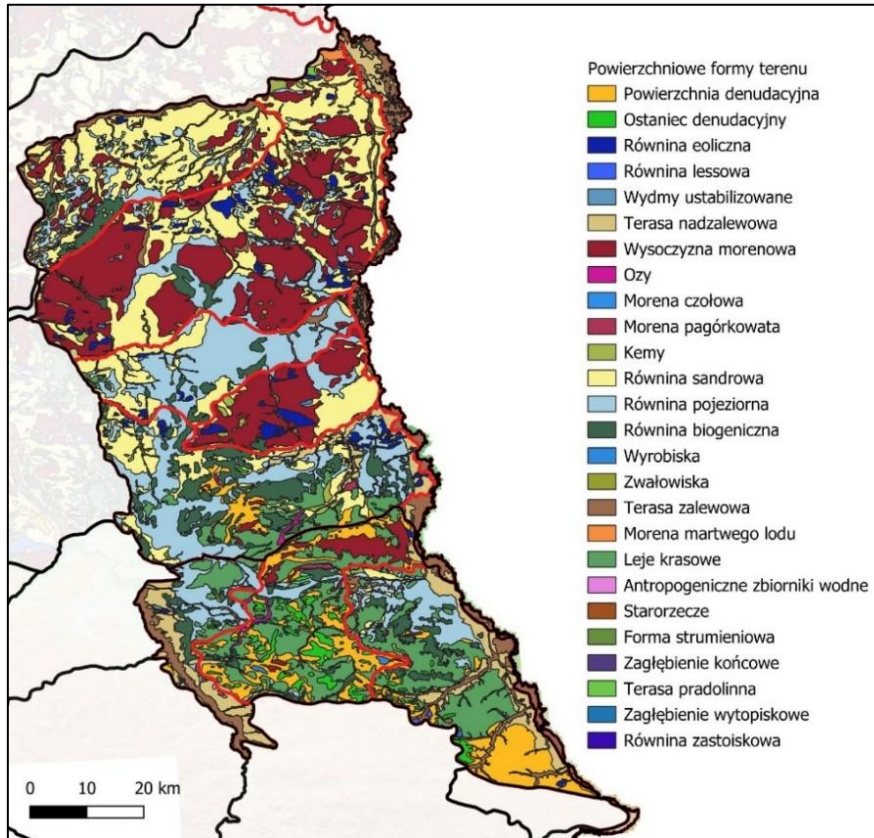 Powierzchniowe formy terenu
Powierzchnia denudacyjna
Ostaniec denudacyjny
Równina eoliczna
Równina lessowa
Wydmy ustabilizowane
Terasa nadzalewowa
Wysoczyzna morenowa
Ozy
Morena czołowa
Morena pagórkowata
Kemy
Równina sandrowa
Równina pojeziorna
Równina biogeniczna
Wyrobiska
Zwałowiska
Terasa zalewowa
Morena martwego lodu
Leje krasowe
Antropogeniczne zbiorniki wodne
Starorzecze
Forma strumieniowa
Zagłębienie końcowe
Terasa pradolinna
Zagłębienie wytopiskowe
Równina zastoiskowa
0 10 20 km